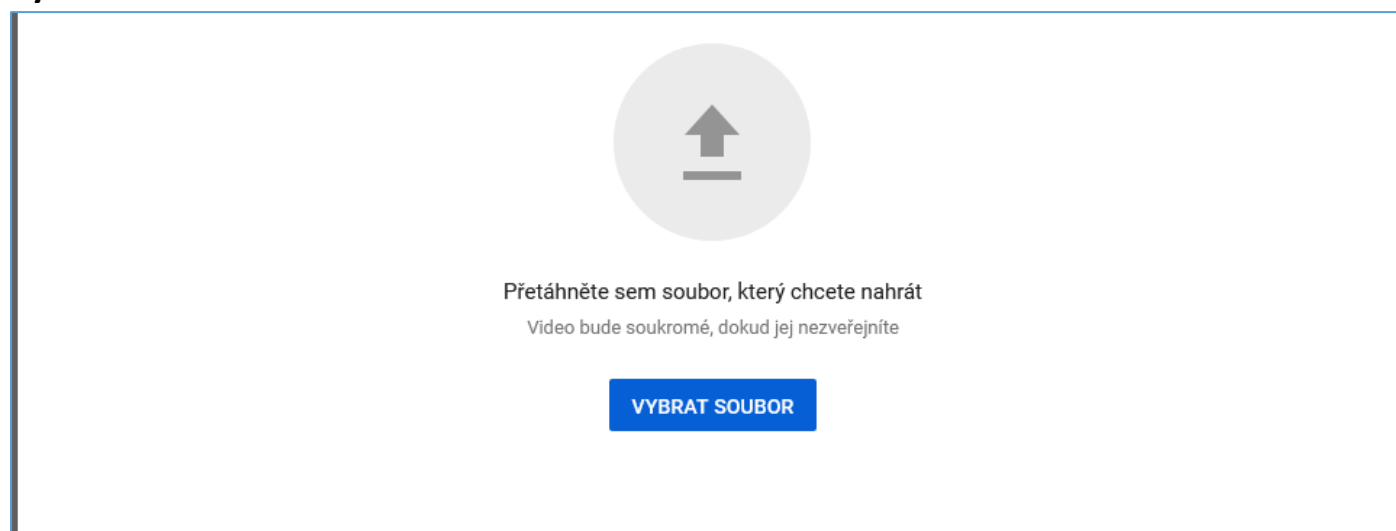 Přetáhněte sem soubor, který chcete nahrát
Video bude soukromé, dokud jej nezveřejníte
VYBRAT SOUBOR